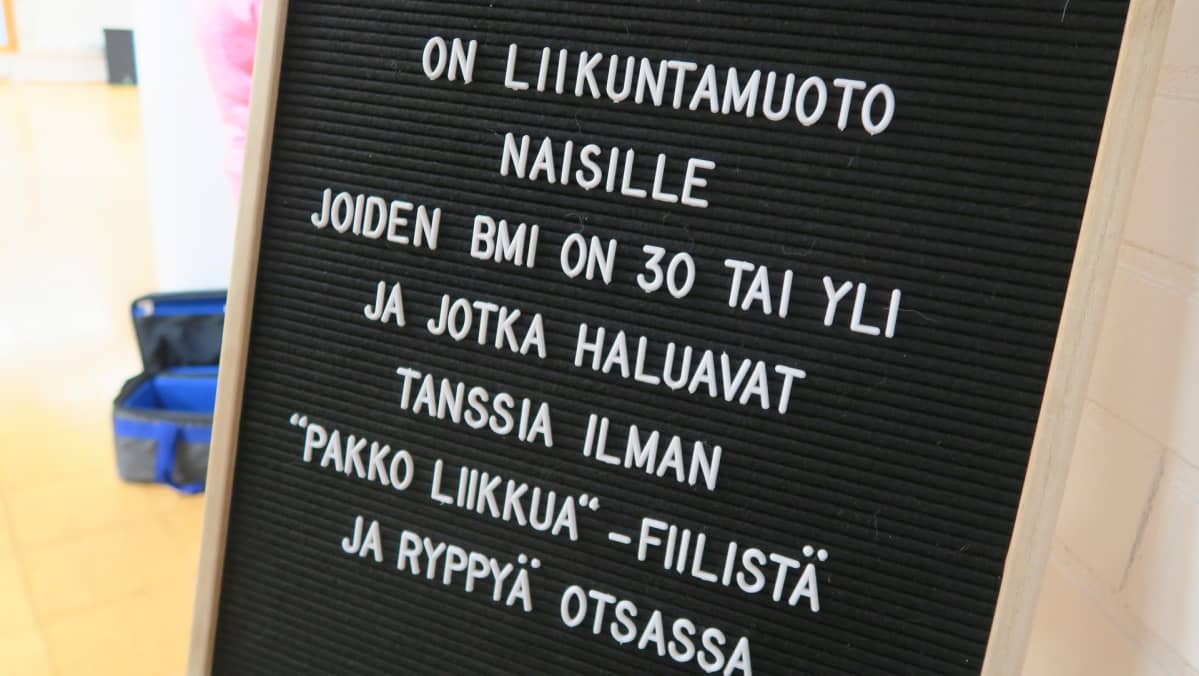 ON LIIKUNTAMUOTO
NAISILLE
JOIDEN BMI ON 30 TAI YLI
JA JOTKA HALUAVAT
TANSSIA ILMAN
“PAKKO LIIKKUA“ -FIILISTÄ
JA RYPPYÄ OTSASSA